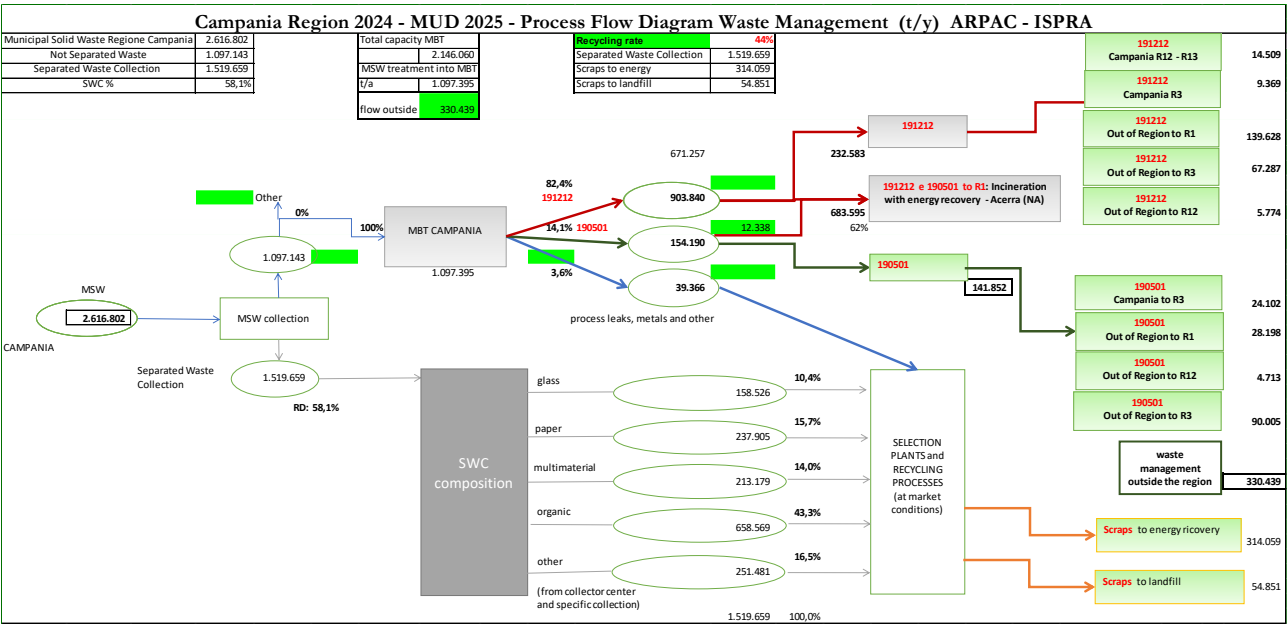 Campania Region 2024 - MUD 2025 - Process Flow Diagram Waste Management (t/y) ARPAC - ISPRA
Municipal Solid Waste Regione Campania 2.616.802
Not Separated Waste 1.097.143
Separated Waste Collection 1.519.659
SWC % 58,1%
Total capacity MBT
2.146.060
MSW treatment into MBT
t/a 1.097.395
flow outside 330.439
Recycling rate 44%
Separated Waste Collection 1.519.659
Scraps to energy 314.059
Scraps to landfill 54.851
191212
Campania R12 - R13
14.509
191212
Campania R3
9.369
191212
Out of Region to R1
139.628
191212
Out of Region to R3
67.287
191212
Out of Region to R12
5.774
191212
232.583
671.257
82,4%
191212
903.840
191212 e 190501 to R1: Incineration
with energy recovery - Acerra (NA)
683.595
62%
Other
0%
100%
MBT CAMPANIA
1.097.395
14,1% 190501
154.190
12.338
3,6%
39.366
process leaks, metals and other
190501
141.852
1.097.143
MSW
2.616.802
CAMPANIA
MSW collection
Separated Waste
Collection
1.519.659
RD: 58,1%
190501
Campania to R3
24.102
190501
Out of Region to R1
28.198
190501
Out of Region to R12
4.713
190501
Out of Region to R3
90.005
waste
management
outside the region
330.439
SWC
composition
glass
158.526
10,4%
paper
237.905
15,7%
multimaterial
213.179
14,0%
organic
658.569
43,3%
other
251.481
16,5%
(from collector center
and specific collection)
1.519.659 100,0%
SELECTION
PLANTS and
RECYCLING
PROCESSES
(at market
conditions)
Scraps to energy ricovery
314.059
Scraps to landfill
54.851